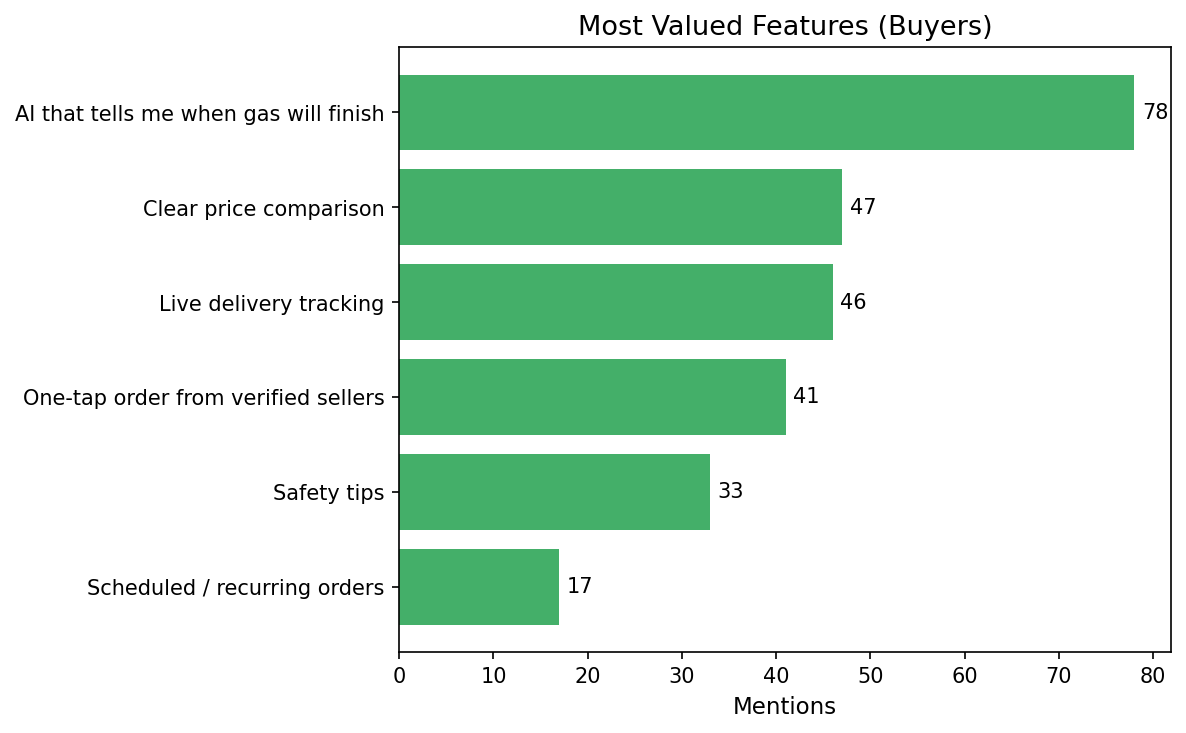 Most Valued Features (Buyers)
AI that tells me when gas will finish
78
Clear price comparison
47
Live delivery tracking
46
One-tap order from verified sellers
41
Safety tips
33
Scheduled / recurring orders
17
0 10 20 30 40 50 60 70 80
Mentions